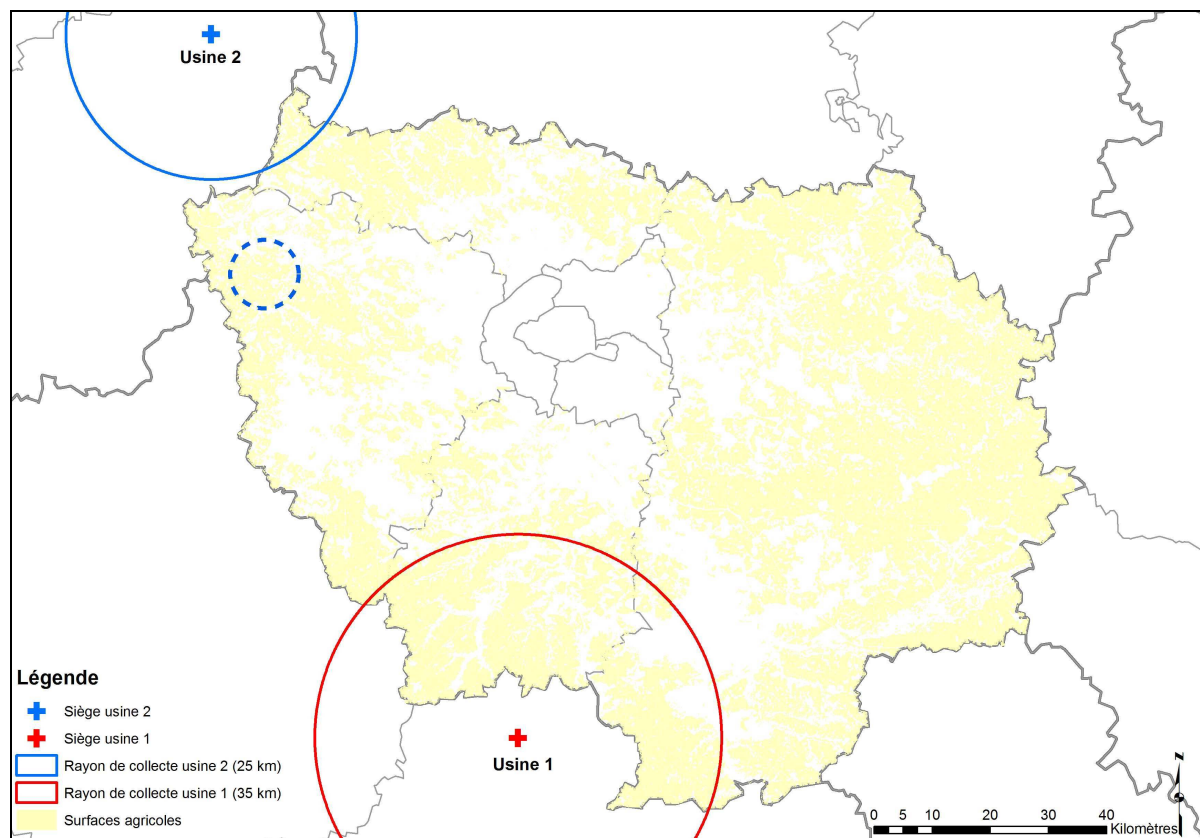 Usine 2
Usine 1
Légende
Siège usine 2
Siège usine 1
Rayon de collecte usine 2 (25 km)
Rayon de collecte usine 1 (35 km)
Surfaces agricoles
0 5 10 20 30 40
Kilomètres
N